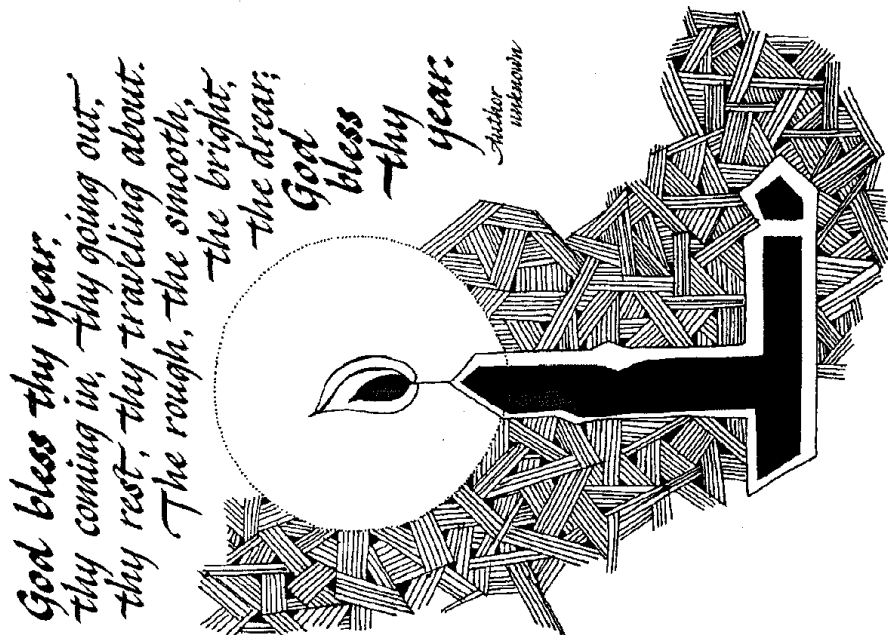 God bless thy year,
thy coming in, thy going out,
thy rest, thy traveling about.
The rough, the smooth,
the bright,
the drear;
God
bless
thy
year.
Author
unknown